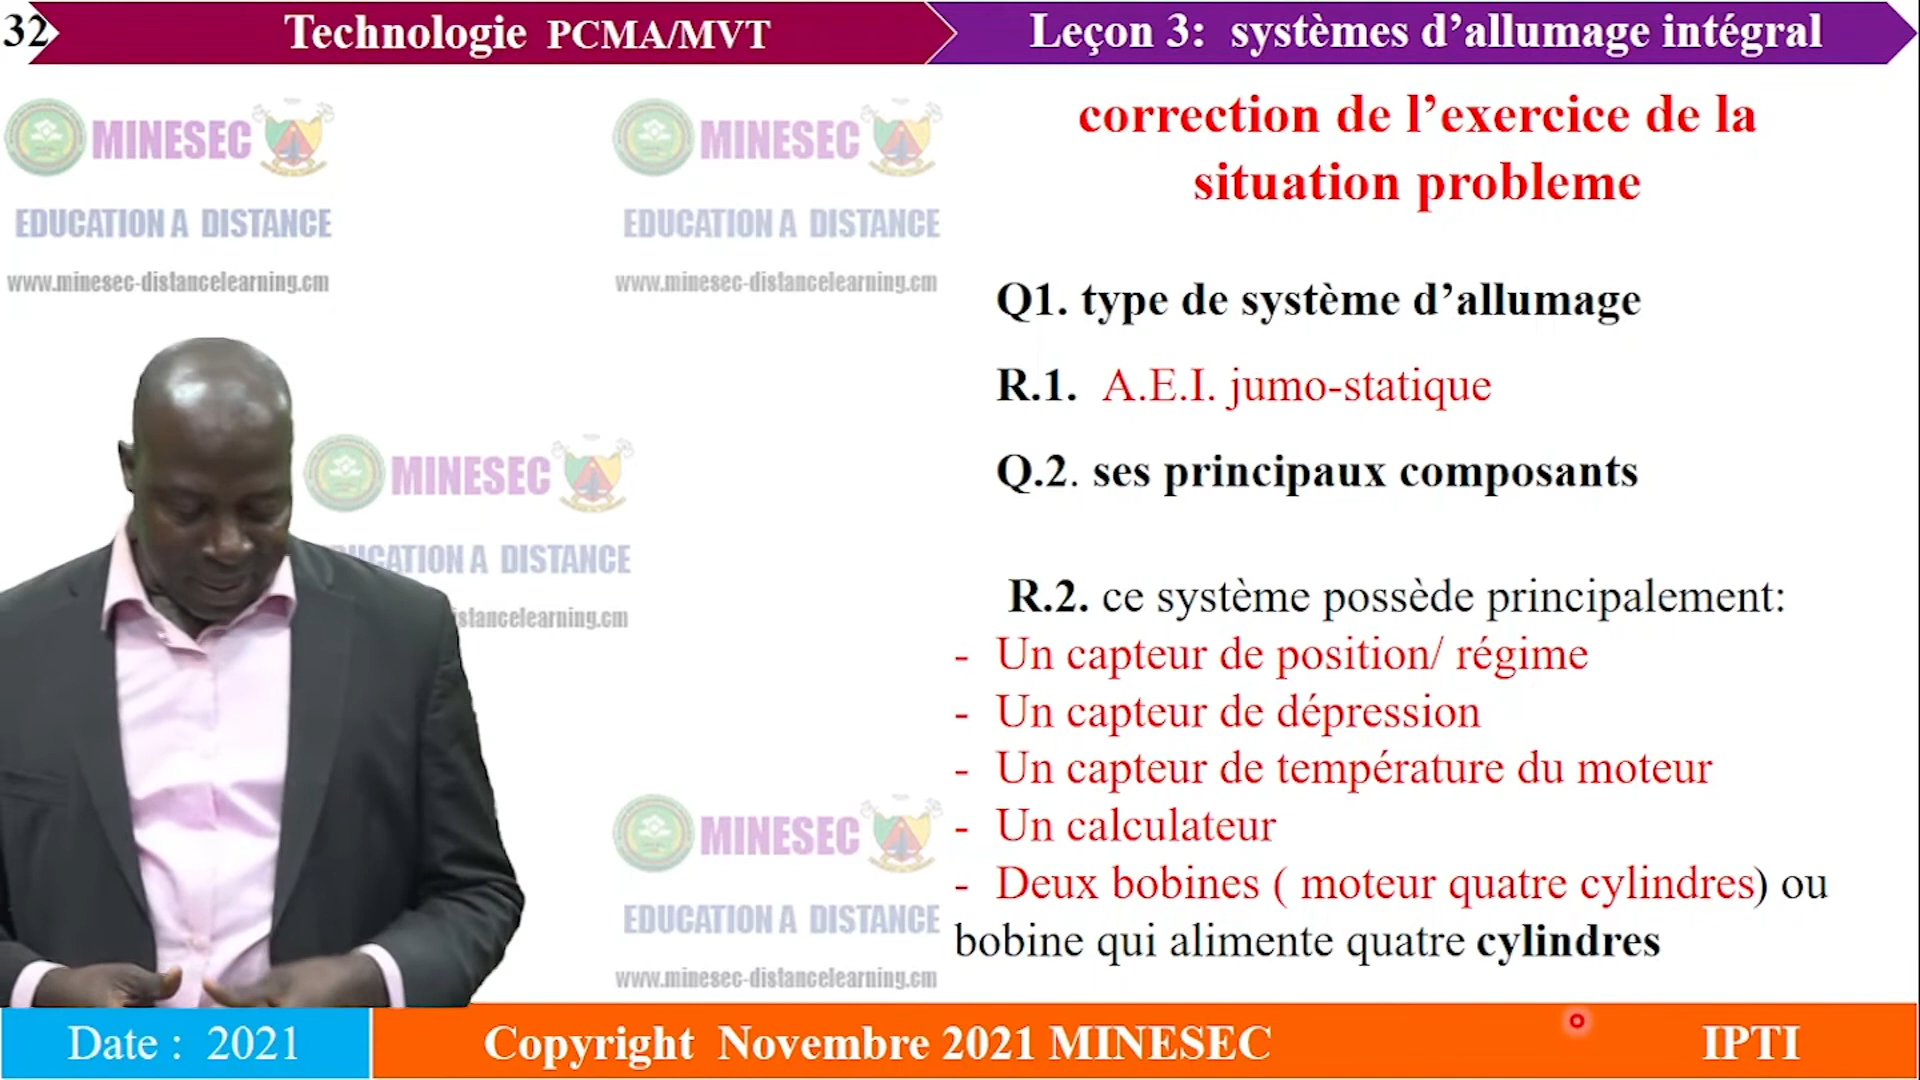 32
Technologie PCMA/MVT
Leçon 3: systèmes d’allumage intégral
MINESEC
EDUCATION A DISTANCE
www.minesec-distancelearning.cm
MINESEC
EDUCATION A DISTANCE
www.minesec-distancelearning.cm
correction de l’exercice de la
situation probleme
Q1. type de système d’allumage
R.1. A.E.I. jumo-statique
Q.2. ses principaux composants
MINESEC
A DISTANCE
R.2. ce système possède principalement:
- Un capteur de position/ régime
- Un capteur de dépression
- Un capteur de température du moteur
- Un calculateur
- Deux bobines ( moteur quatre cylindres) ou
bobine qui alimente quatre cylindres
MINESEC
EDUCATION A DISTANCE
www.minesec-distancelearning.cm
Date : 2021
Copyright Novembre 2021 MINESEC
IPTI